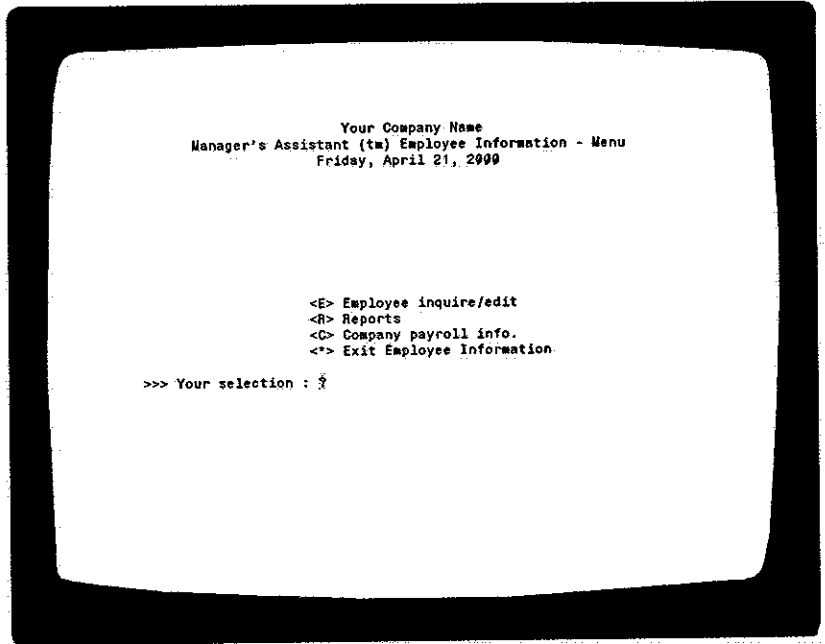 Your Company Name
Manager's Assistant (tm) Employee Information - Menu
Friday, April 21, 2000
<E> Employee inquire/edit
<R> Reports
<C> Company payroll info.
<*> Exit Employee Information
>>> Your selection : ?